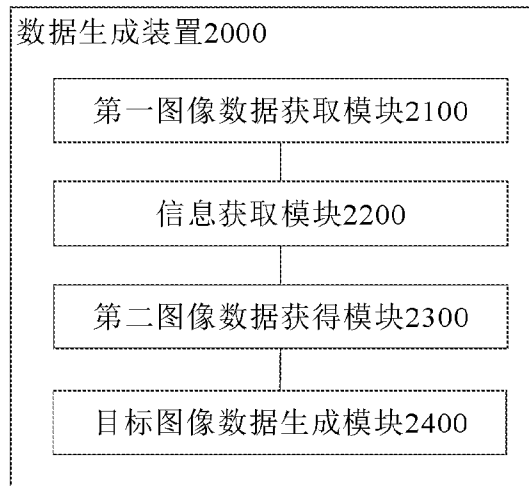 数据生成装置2000
第一图像数据获取模块2100
信息获取模块2200
第二图像数据获得模块2300
目标图像数据生成模块2400